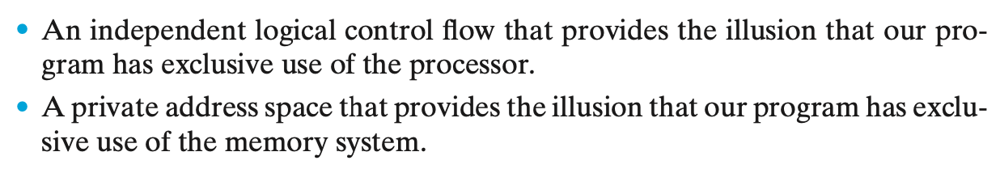 • An independent logical control flow that provides the illusion that our pro-
gram has exclusive use of the processor.
• A private address space that provides the illusion that our program has exclu-
sive use of the memory system.